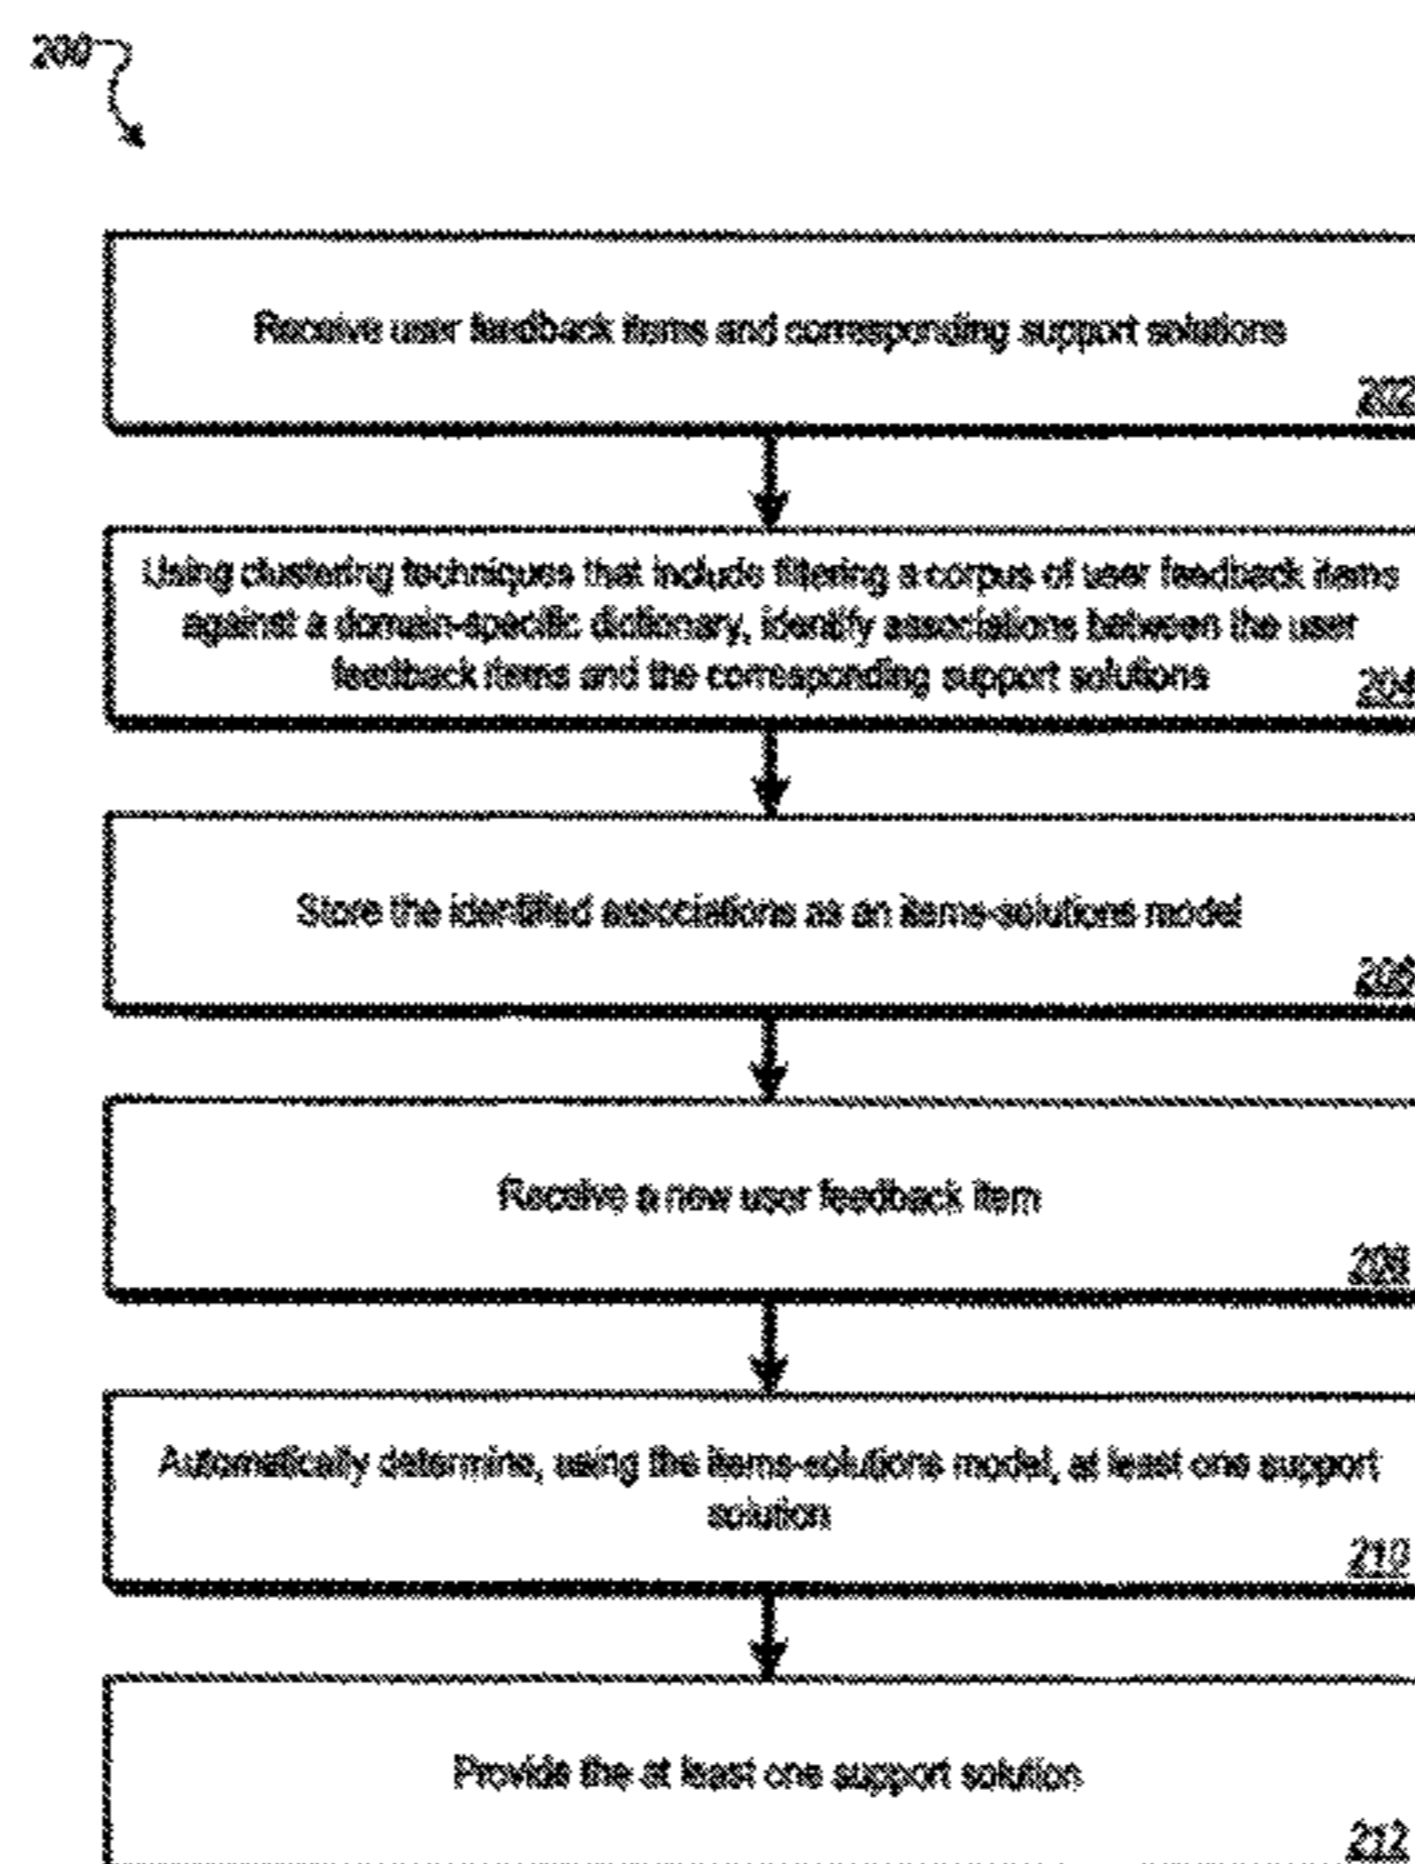 200
Receive user feedback items and corresponding support solutions
202
Using clustering techniques that include filtering a corpus of user feedback items
against a domain-specific dictionary, identify associations between the user
feedback items and the corresponding support solutions
204
Store the identified associations as an items-solutions model
206
Receive a new user feedback item
208
Automatically determine, using the items-solutions model, at least one support
solution
210
Provide the at least one support solution
212